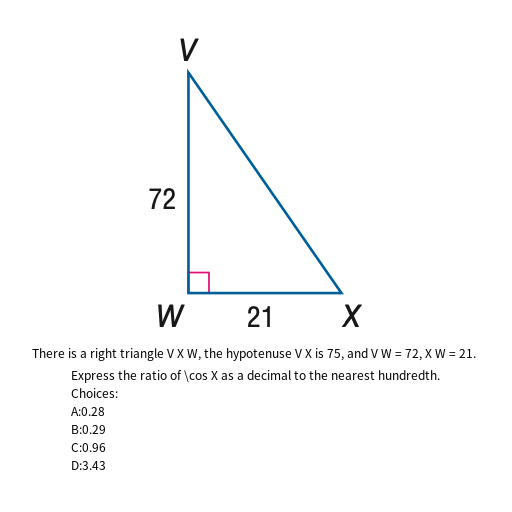 V
72
W
21
X
There is a right triangle V X W, the hypotenuse V X is 75, and V W = 72, X W = 21.
Express the ratio of \cos X as a decimal to the nearest hundredth.
Choices:
A:0.28
B:0.29
C:0.96
D:3.43